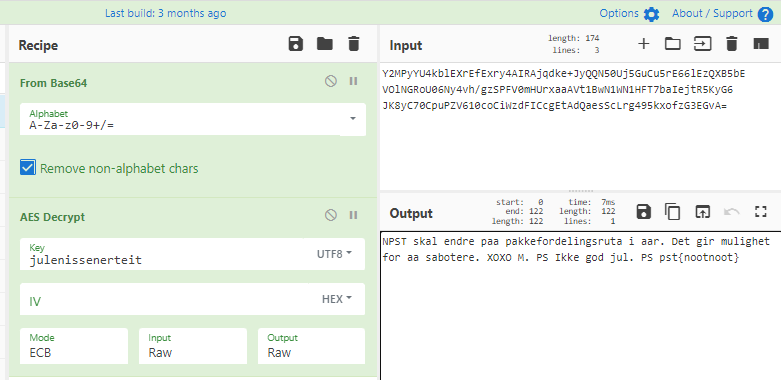 Last build: 3 months ago
Options
About / Support
Recipe
From Base64
Alphabet
A-Za-z0-9+/=
Remove non-alphabet chars
AES Decrypt
Key
julenissenerteit
UTF8
IV
HEX
Mode
ECB
Input
Raw
Output
Raw
Input
length: 174
lines: 3
Y2MPyYU4kblEXrEfExry4AIRAjqdke+JyQQN50Uj5GuCu5rE66lEzQXB5bE
VOlNGRoU06Ny4vh/gzSPFV0mHUrxaaAVt1BwN1WN1HFT7baIejtR5KyG6
JK8yC70CpuPZV610coCiWzdFICcgEtAdQaesScLrg495kxofzG3EGvA=
Output
start: 0
end: 122
length: 122
time: 7ms
length: 122
lines: 1
NPST skal endre paa pakkefordelingsruta i aar. Det gir mulighet
for aa sabotere. XOXO M. PS Ikke god jul. PS pst{nootnoot}